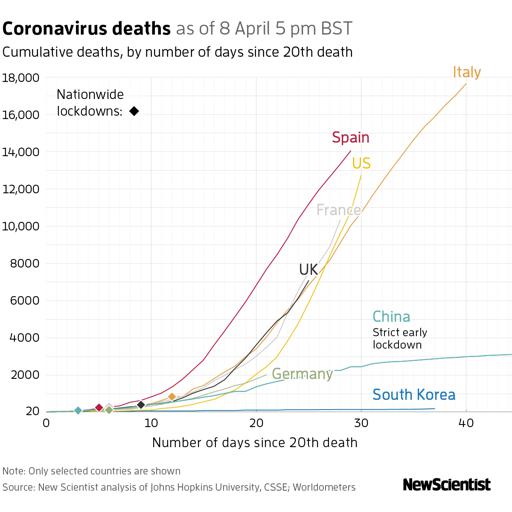 Coronavirus deaths as of 8 April 5 pm BST
Cumulative deaths, by number of days since 20th death
18,000
16,000
14,000
12,000
10,000
8000
6000
4000
2000
20
Nationwide
lockdowns:
Italy
Spain
US
France
UK
China
Strict early
lockdown
Germany
South Korea
0 10 20 30 40
Number of days since 20th death
Note: Only selected countries are shown
Source: New Scientist analysis of Johns Hopkins University, CSSE; Worldometers
NewScientist